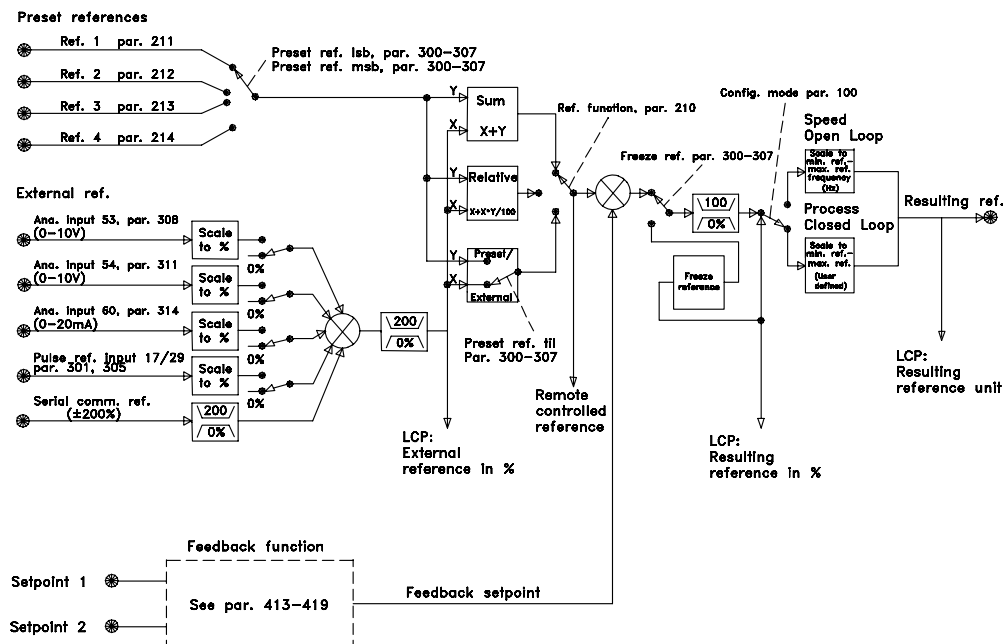 Preset references
Ref. 1 par. 211
Ref. 2 par. 212
Ref. 3 par. 213
Ref. 4 par. 214
Preset ref. lsb, par. 300-307
Preset ref. msb, par. 300-307
External ref.
Ana. input 53, par. 308
(0-10V)
Ana. input 54, par. 311
(0-10V)
Ana. input 60, par. 314
(0-20mA)
Pulse ref. input 17/29
par. 301, 305
Serial comm. ref.
(±200%)
Scale
to %
0%
Scale
to %
0%
Scale
to %
0%
Scale
to %
0%
200
0%
200
0%
LCP:
External
reference in %
Y
X
Sum
X+Y
Y
X
Relative
X+X*Y/100
Y
X
Preset/
External
Preset ref. til
Par. 300-307
Ref. function, par. 210
Remote
controlled
reference
Freeze ref. par. 300-307
100
0%
Freeze
reference
Config. mode par. 100
LCP:
Resulting
reference in %
Speed
Open Loop
Scale to
min. ref.-
max. ref.
frequency
(Hz)
Process
Closed Loop
Scale to
min ref.-
max. ref.
(User
defined)
Resulting ref.
LCP:
Resulting
reference unit
Feedback function
Setpoint 1
Setpoint 2
See par. 413-419
Feedback setpoint